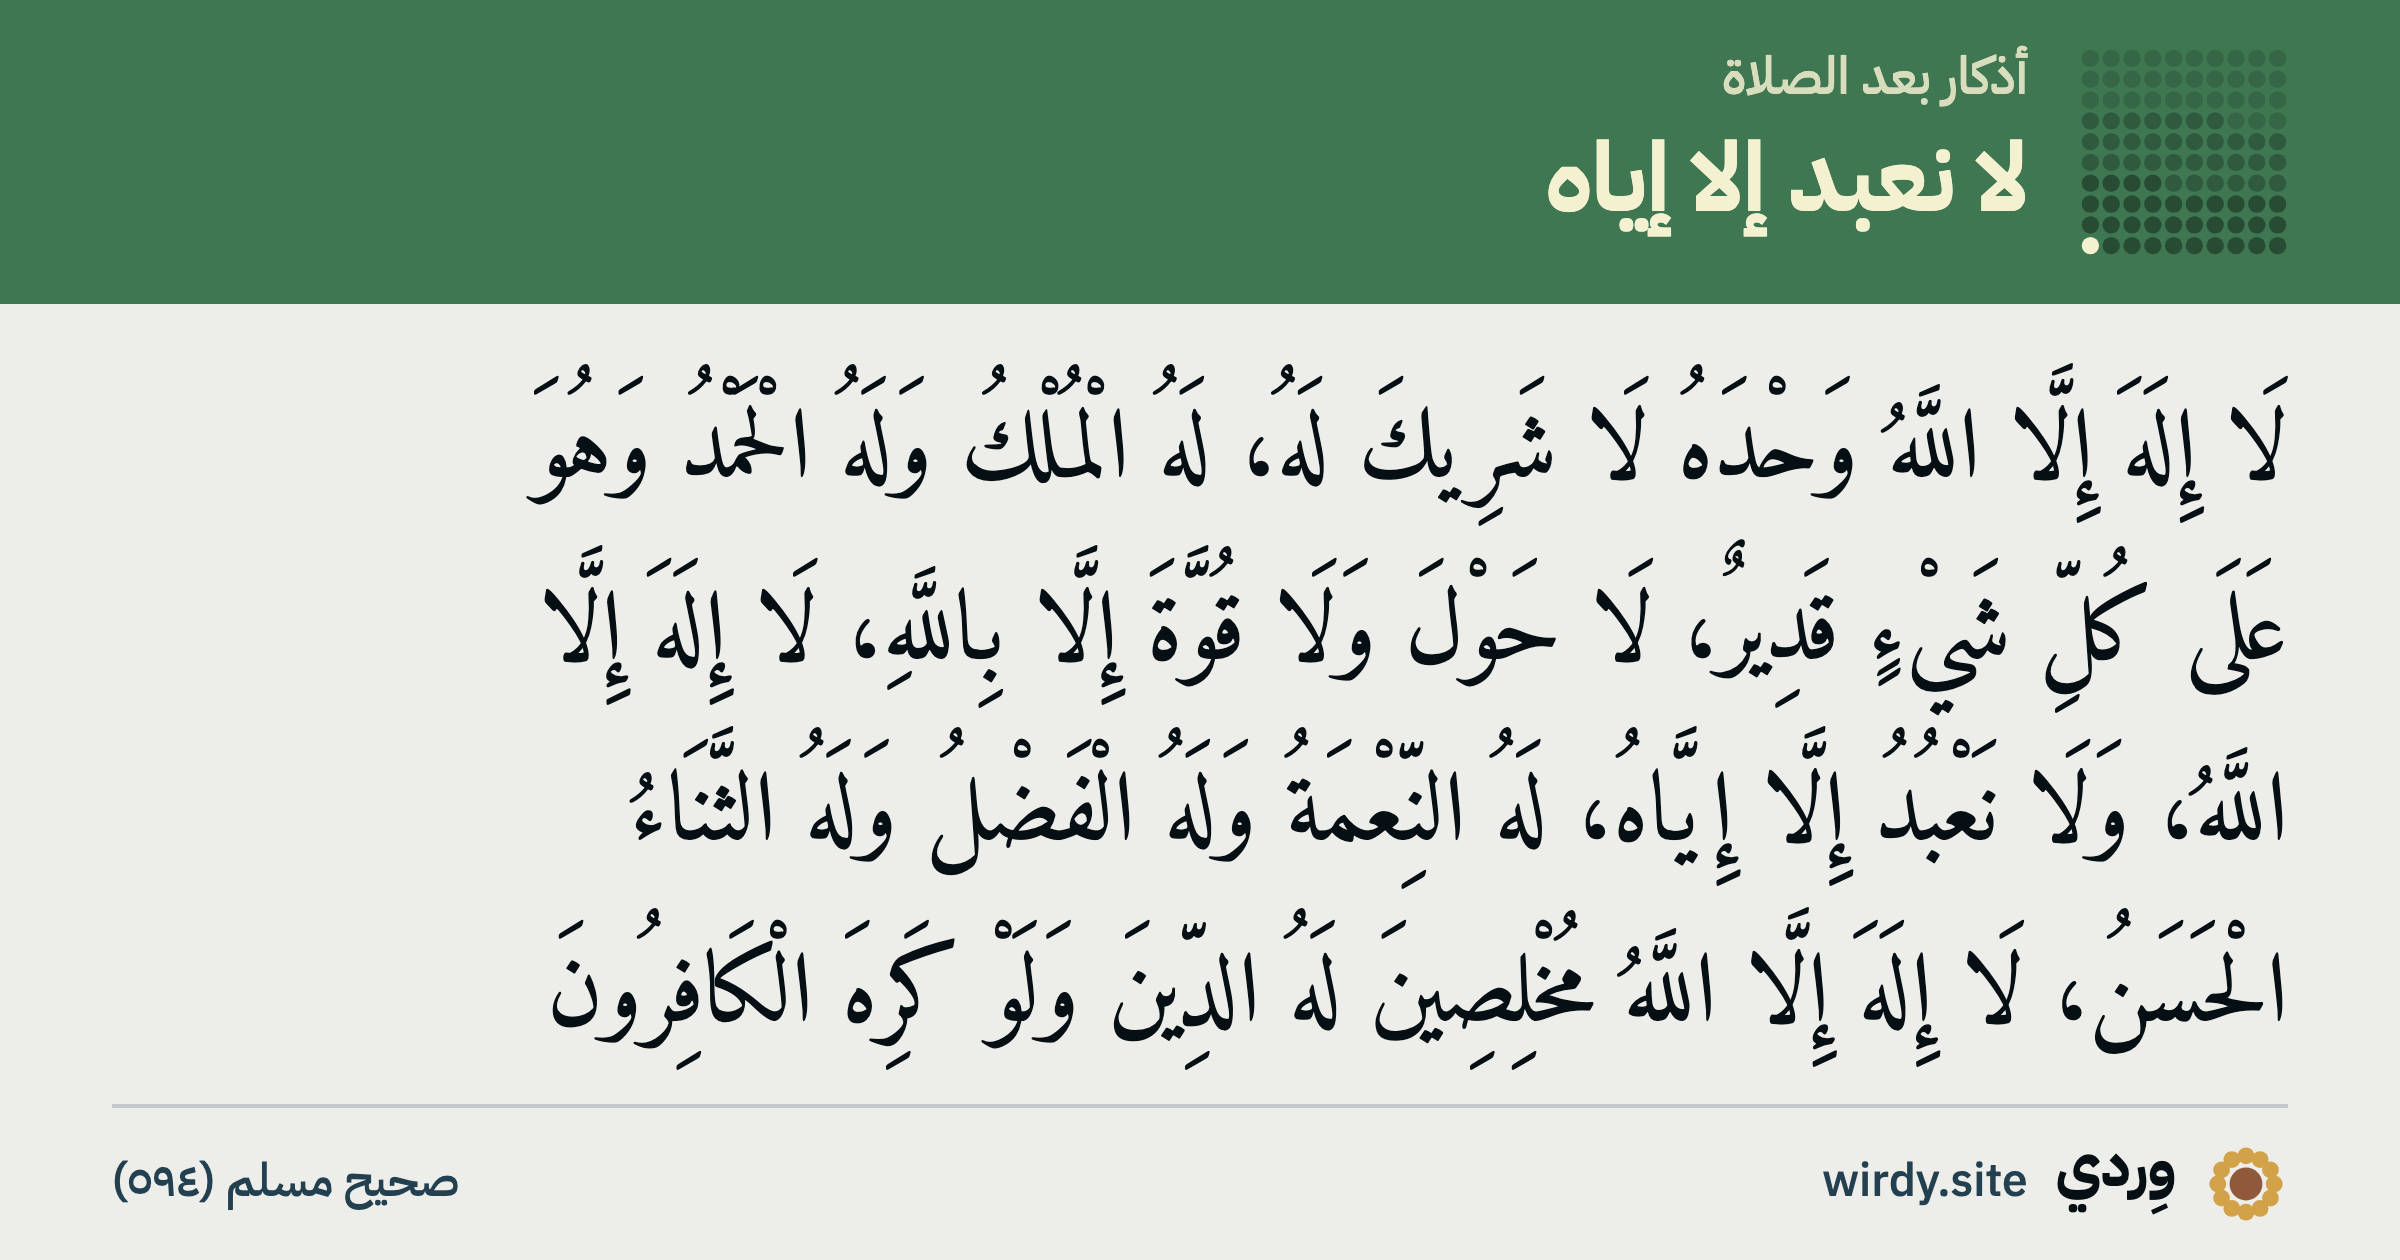 أذكار بعد الصلاة
لا نعبد إلا إياه
لَا إِلَهَ إِلَّا اللَّهُ وَحْدَهُ لَا شَرِيكَ لَهُ، لَهُ الْمُلْكُ وَلَهُ الْحَمْدُ وَهُوَ
عَلَى كُلِّ شَيْءٍ قَدِيرٌ، لَا حَوْلَ وَلَا قُوَّةَ إِلَّا بِاللَّهِ، لَا إِلَهَ إِلَّا
اللَّهُ، وَلَا نَعْبُدُ إِلَّا إِيَّاهُ، لَهُ النِّعْمَةُ وَلَهُ الْفَضْلُ وَلَهُ الثَّنَاءُ
الْحَسَنُ، لَا إِلَهَ إِلَّا اللَّهُ مُخْلِصِينَ لَهُ الدِّينَ وَلَوْ كَرِهَ الْكَافِرُونَ
وِردي wirdy.site
صحيح مسلم (٥٩٤)